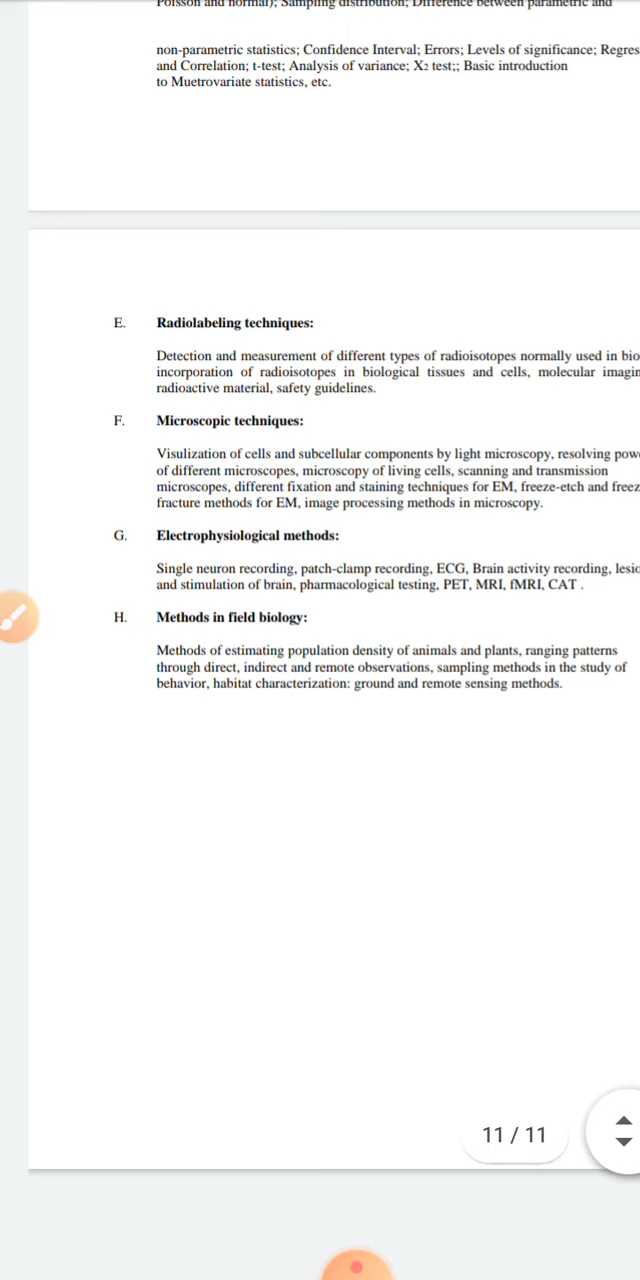 Poisson and normal); Sampling distribution; Difference between parametric and
non-parametric statistics; Confidence Interval; Errors; Levels of significance; Regres
and Correlation; t-test; Analysis of variance; X2 test;; Basic introduction
to Muetrovariate statistics, etc.
E. Radiolabeling techniques:
Detection and measurement of different types of radioisotopes normally used in bio
incorporation of radioisotopes in biological tissues and cells, molecular imagin
radioactive material, safety guidelines.
F. Microscopic techniques:
Visulization of cells and subcellular components by light microscopy, resolving pow
of different microscopes, microscopy of living cells, scanning and transmission
microscopes, different fixation and staining techniques for EM, freeze-etch and freez
fracture methods for EM, image processing methods in microscopy.
G. Electrophysiological methods:
Single neuron recording, patch-clamp recording, ECG, Brain activity recording, lesio
and stimulation of brain, pharmacological testing, PET, MRI, fMRI, CAT .
H. Methods in field biology:
Methods of estimating population density of animals and plants, ranging patterns
through direct, indirect and remote observations, sampling methods in the study of
behavior, habitat characterization: ground and remote sensing methods.
11 / 11